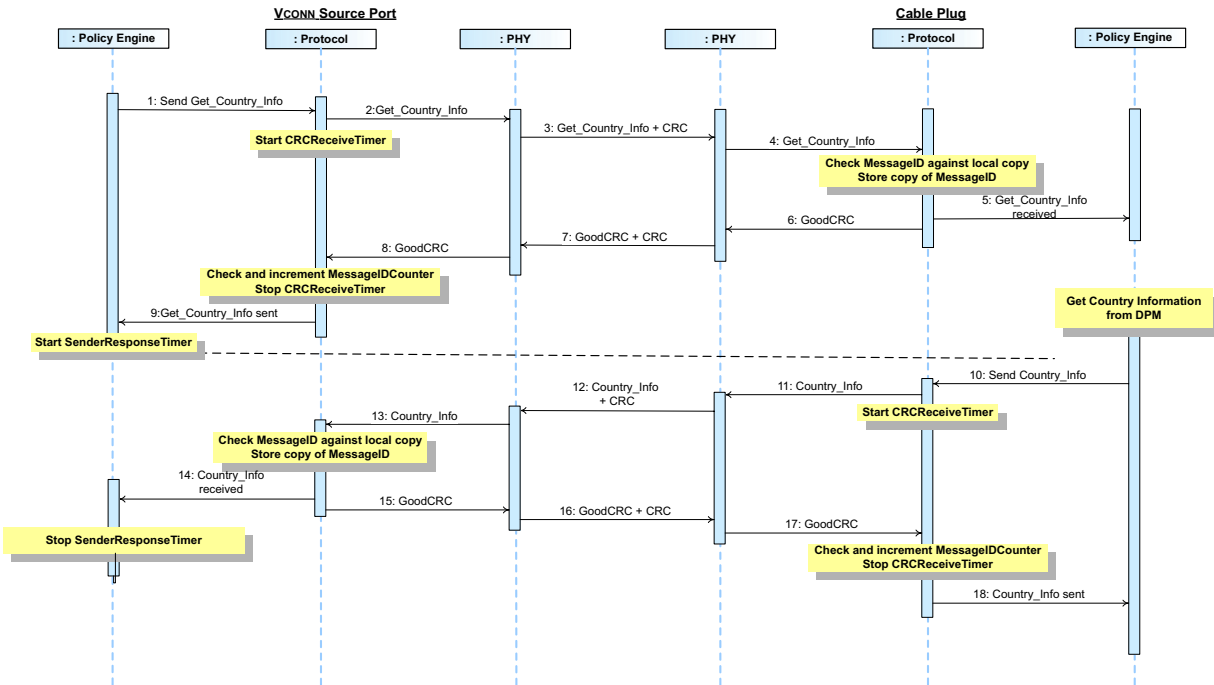 VCONN Source Port
Cable Plug
: Policy Engine
: Protocol
: PHY
: PHY
: Protocol
: Policy Engine
1: Send Get_Country_Info
2:Get_Country_Info
Start CRCReceiveTimer
3: Get_Country_Info + CRC
4: Get_Country_Info
Check MessageID against local copy
Store copy of MessageID
5: Get_Country_Info
received
6: GoodCRC
7: GoodCRC + CRC
8: GoodCRC
Check and increment MessageIDCounter
Stop CRCReceiveTimer
9:Get_Country_Info sent
Start SenderResponseTimer
Get Country Information
from DPM
10: Send Country_Info
11: Country_Info
Start CRCReceiveTimer
12: Country_Info
+ CRC
13: Country_Info
Check MessageID against local copy
Store copy of MessageID
14: Country_Info
received
15: GoodCRC
16: GoodCRC + CRC
17: GoodCRC
Stop SenderResponseTimer
Check and increment MessageIDCounter
Stop CRCReceiveTimer
18: Country_Info sent